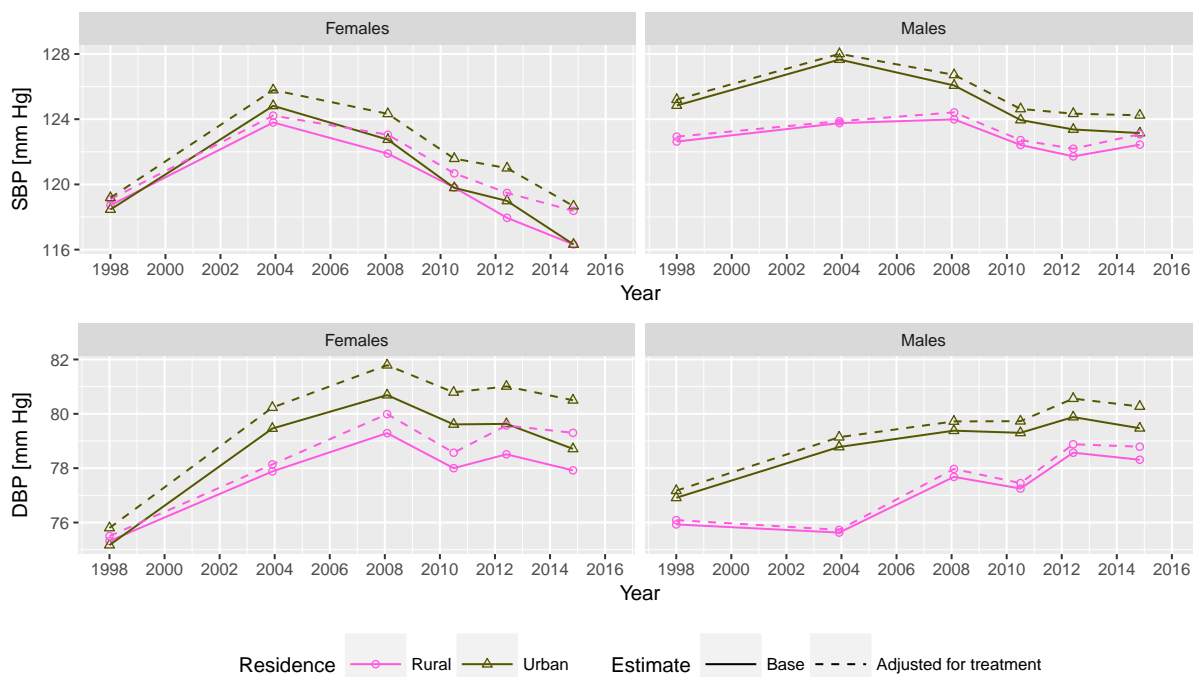 Females Males
SBP [mm Hg]
128
124
120
116
1998 2000 2002 2004 2006 2008 2010 2012 2014 2016 1998 2000 2002 2004 2006 2008 2010 2012 2014 2016
Year
Females Males
DBP [mm Hg]
82
80
78
76
1998 2000 2002 2004 2006 2008 2010 2012 2014 2016 1998 2000 2002 2004 2006 2008 2010 2012 2014 2016
Year
Residence Rural Urban Estimate Base Adjusted for treatment